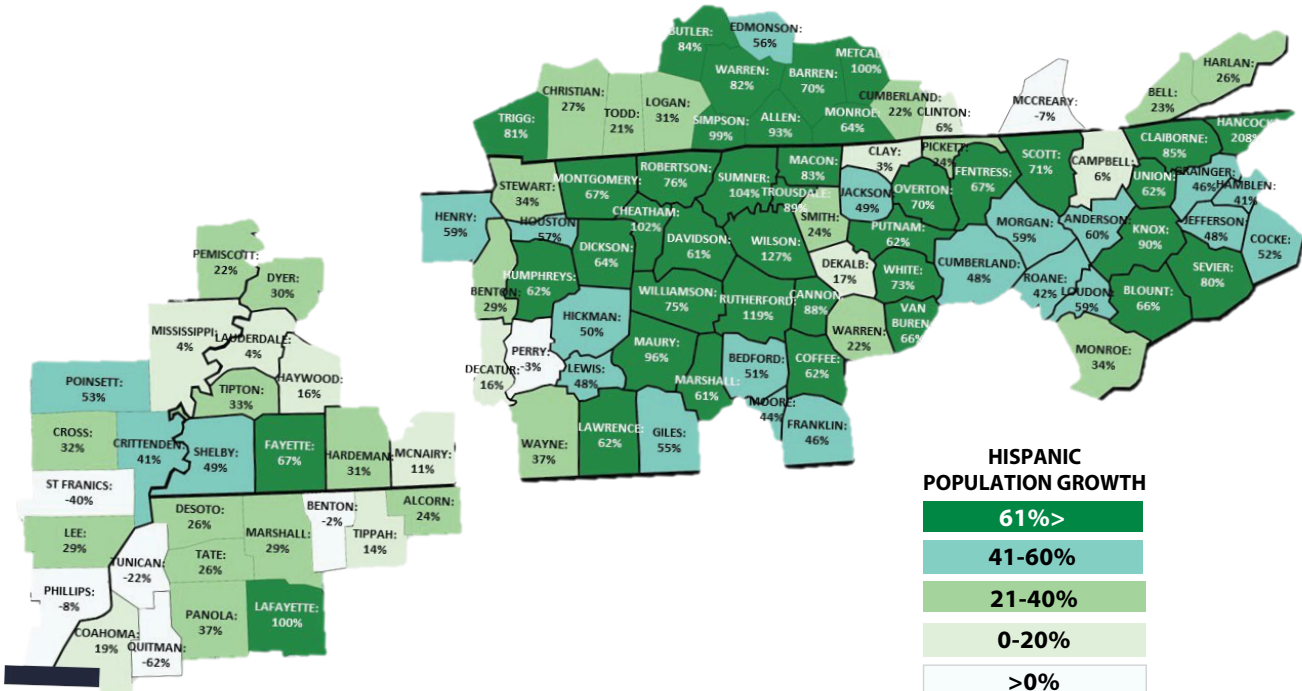 BUTLER:
84%
EDMONSON:
56%
WARREN:
82%
BARREN:
70%
METCALF
100%
CHRISTIAN:
27%
TODD:
21%
LOGAN:
31%
TRIGG:
81%
SIMPSON:
99%
ALLEN:
93%
MONROE:
64%
CUMBERLAND:
22%
CLINTON:
6%
MCCREARY:
-7%
BELL:
23%
HARLAN:
26%
HENRY:
59%
STEWART:
34%
MONTGOMERY:
67%
ROBERTSON:
76%
SUMNER:
104%
MACON:
83%
TROUSDALE:
89%
CLAY:
3%
PICKETT:
24%
JACKSON:
49%
OVERTON:
70%
FENTRESS:
67%
SCOTT:
71%
CAMPBELL:
6%
CLAIBORNE:
85%
HANCOCK:
208%
UNION:
62%
GRAINGER:
46%
HAMBLEN:
41%
HOUSTON:
57%
CHEATHAM:
102%
DICKSON:
64%
DAVIDSON:
61%
WILSON:
127%
SMITH:
24%
PUTNAM:
62%
MORGAN:
59%
ANDERSON:
60%
KNOX:
90%
JEFFERSON:
48%
COCKE:
52%
SEVIER:
80%
BENTON:
29%
HUMPHREYS:
62%
WILLIAMSON:
75%
RUTHERFORD:
119%
CANNON:
88%
DEKALB:
17%
WHITE:
73%
CUMBERLAND:
48%
ROANE:
42%
LOUDON:
59%
BLOUNT:
66%
HICKMAN:
50%
VAN
BUREN:
66%
WARREN:
22%
MONROE:
34%
DECATUR:
16%
PERRY:
-3%
LEWIS:
48%
MAURY:
96%
MARSHALL:
61%
BEDFORD:
51%
COFFEE:
62%
MOORE:
44%
FRANKLIN:
46%
WAYNE:
37%
LAWRENCE:
62%
GILES:
55%
PEMISCOTT:
22%
DYER:
30%
MISSISSIPPI:
4%
LAUDERDALE:
4%
HAYWOOD:
16%
POINSETT:
53%
TIPTON:
33%
CROSS:
32%
CRITTENDEN:
41%
SHELBY:
49%
FAYETTE:
67%
HARDEMAN:
31%
MCNAIRY:
11%
ST FRANICS:
-40%
DESOTO:
26%
MARSHALL:
29%
BENTON:
-2%
TIPPAH:
14%
ALCORN:
24%
LEE:
29%
TUNICAN:
-22%
TATE:
26%
PHILLIPS:
-8%
PANOLA:
37%
LAFAYETTE:
100%
COAHOMA:
19%
QUITMAN:
-62%
HISPANIC
POPULATION GROWTH
61%>
41-60%
21-40%
0-20%
>0%